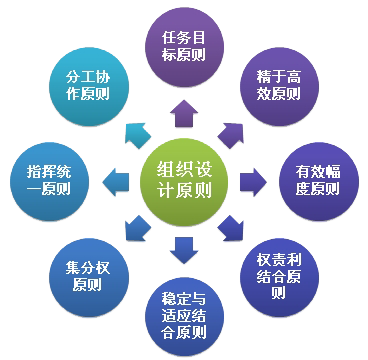 任务目
标原则
精于高
效原则
有效幅
度原则
权责利
结合原
则
稳定与
适应结
合原则
集分权
原则
指挥统
一原则
分工协
作原则
组织设
计原则